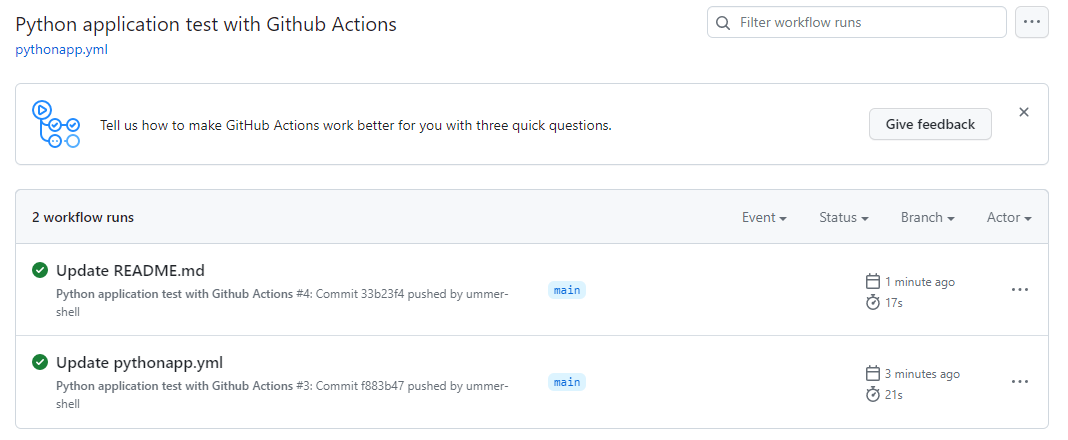 Python application test with Github Actions
Filter workflow runs
pythonapp.yml
Tell us how to make GitHub Actions work better for you with three quick questions.
Give feedback
2 workflow runs
Event
Status
Branch
Actor
Update README.md
Python application test with Github Actions #4: Commit 33b23f4 pushed by ummer-
shell
main
1 minute ago
17s
Update pythonapp.yml
Python application test with Github Actions #3: Commit f883b47 pushed by ummer-
shell
main
3 minutes ago
21s